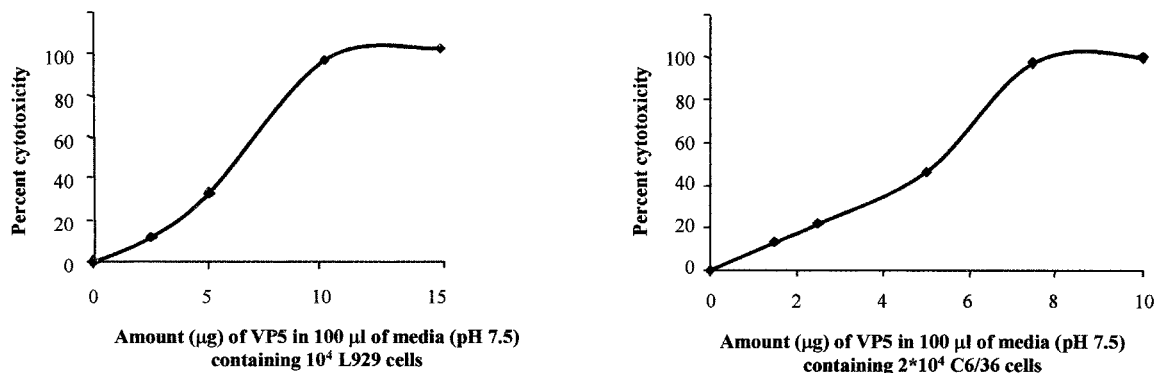 Percent cytotoxicity
100
80
60
40
20
0
0 5 10 15
Amount (µg) of VP5 in 100 µl of media (pH 7.5)
containing 10⁴ L929 cells
Percent cytotoxicity
100
80
60
40
20
0
0 2 4 6 8 10
Amount (µg) of VP5 in 100 µl of media (pH 7.5)
containing 2*10⁴ C6/36 cells